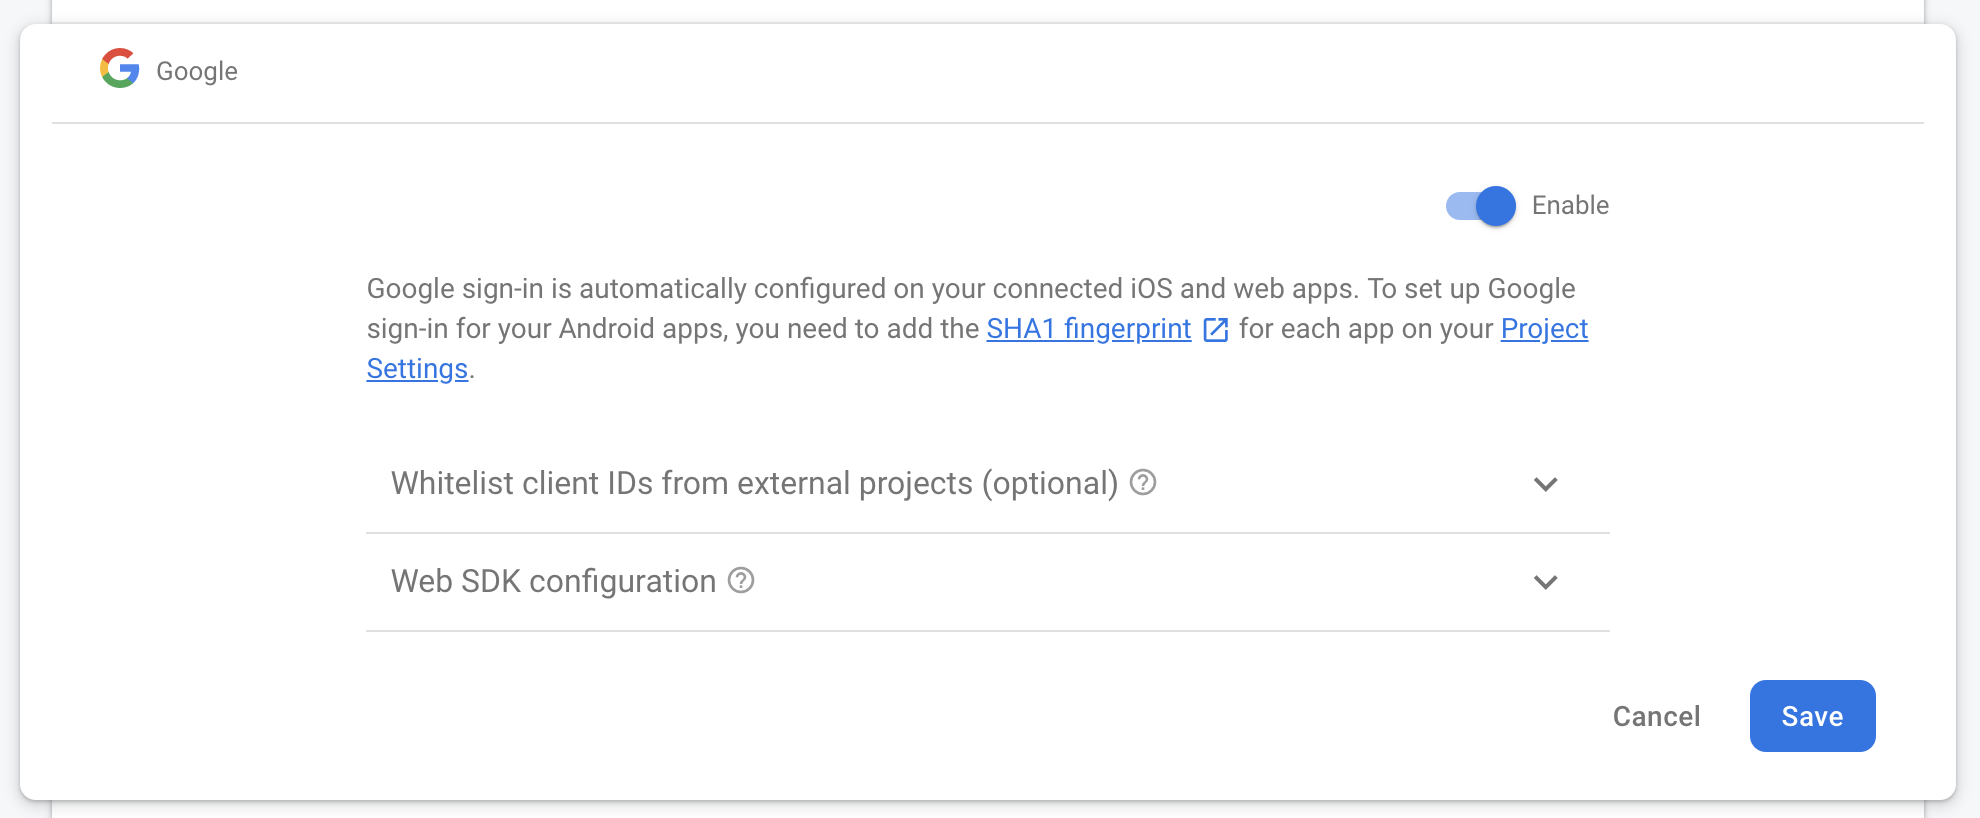 Google
Enable
Google sign-in is automatically configured on your connected iOS and web apps. To set up Google
sign-in for your Android apps, you need to add the SHA1 fingerprint for each app on your Project
Settings.
Whitelist client IDs from external projects (optional)
Web SDK configuration
Cancel
Save